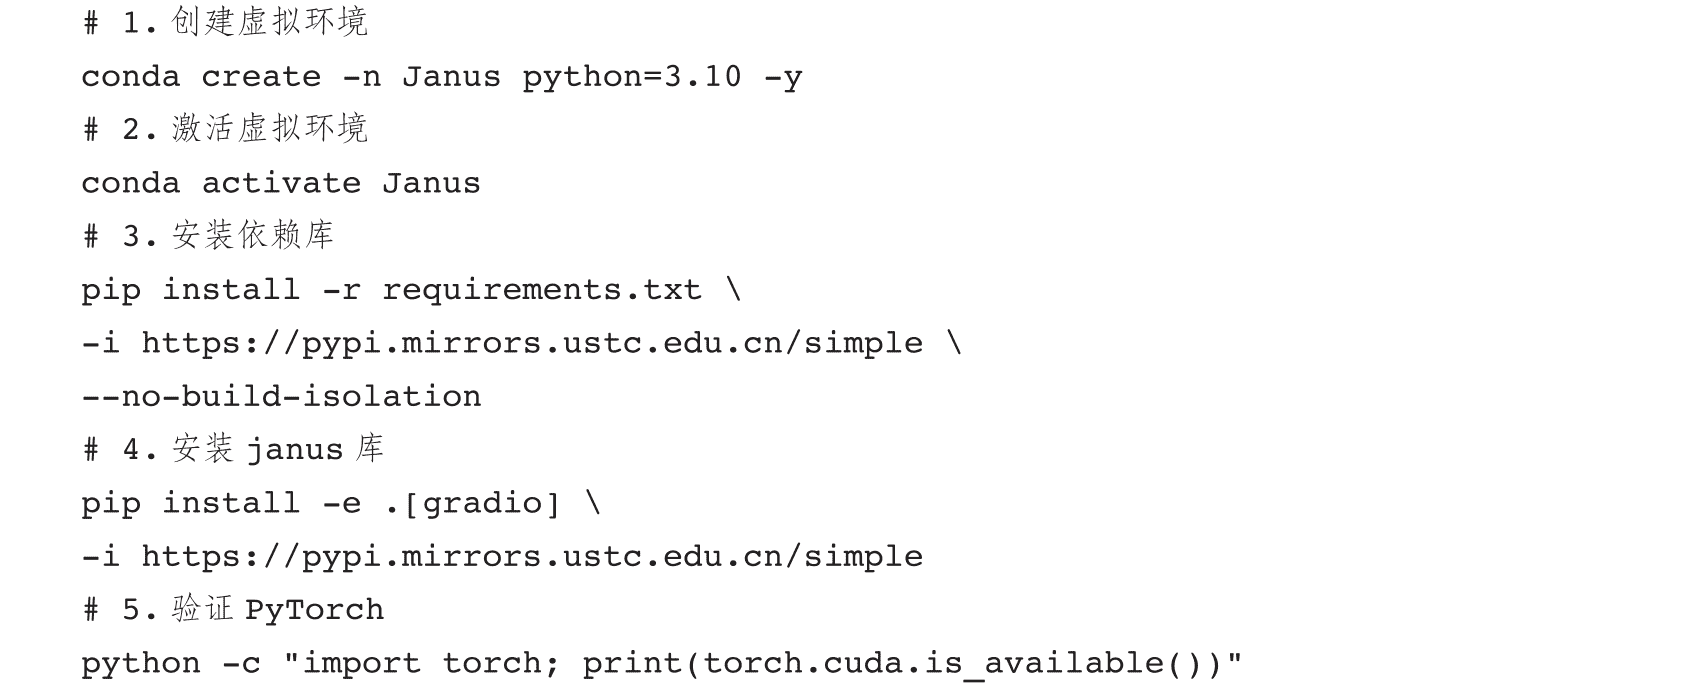 # 1. 创建虚拟环境
conda create -n Janus python=3.10 -y
# 2. 激活虚拟环境
conda activate Janus
# 3. 安装依赖库
pip install -r requirements.txt \
-i https://pypi.mirrors.ustc.edu.cn/simple \
--no-build-isolation
# 4. 安装 janus 库
pip install -e .[gradio] \
-i https://pypi.mirrors.ustc.edu.cn/simple
# 5. 验证 PyTorch
python -c "import torch; print(torch.cuda.is_available())"